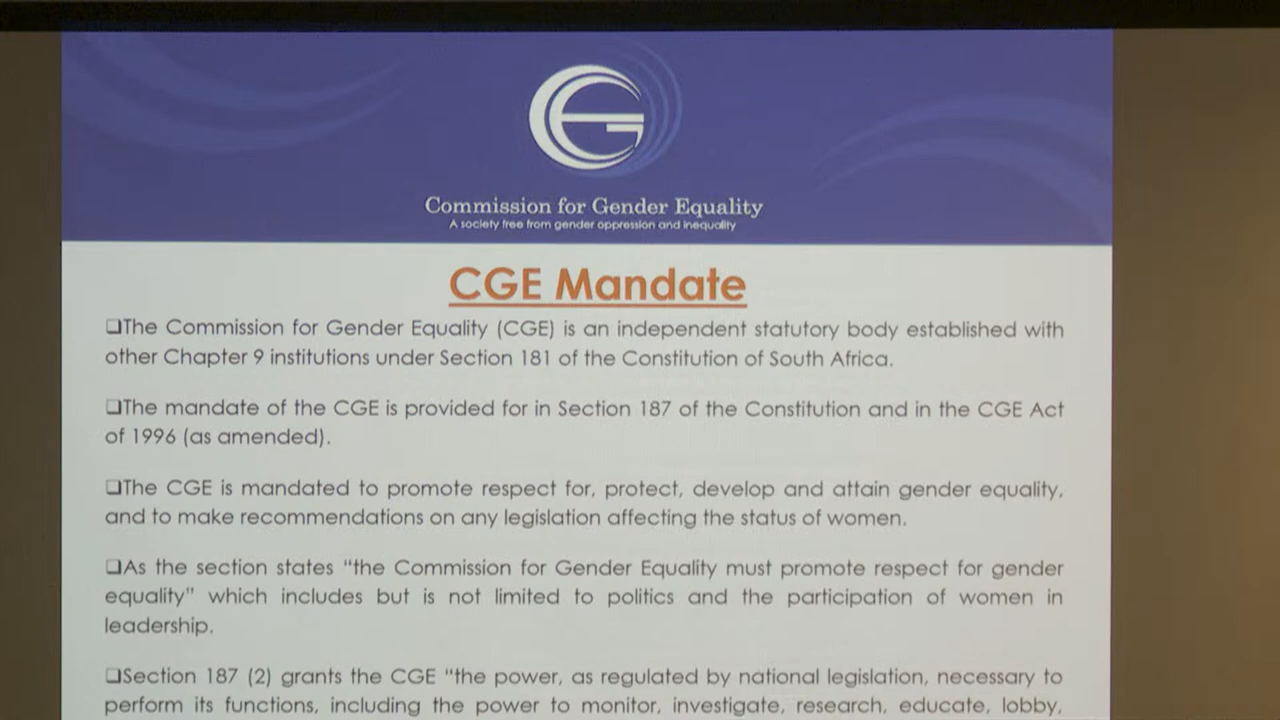 Commission for Gender Equality
A society free from gender oppression and inequality
CGE Mandate
❑The Commission for Gender Equality (CGE) is an independent statutory body established with
other Chapter 9 institutions under Section 181 of the Constitution of South Africa.
❑The mandate of the CGE is provided for in Section 187 of the Constitution and in the CGE Act
of 1996 (as amended).
❑The CGE is mandated to promote respect for, protect, develop and attain gender equality,
and to make recommendations on any legislation affecting the status of women.
❑As the section states “the Commission for Gender Equality must promote respect for gender
equality” which includes but is not limited to politics and the participation of women in
leadership.
❑Section 187 (2) grants the CGE “the power, as regulated by national legislation, necessary to
perform its functions, including the power to monitor, investigate, research, educate, lobby,